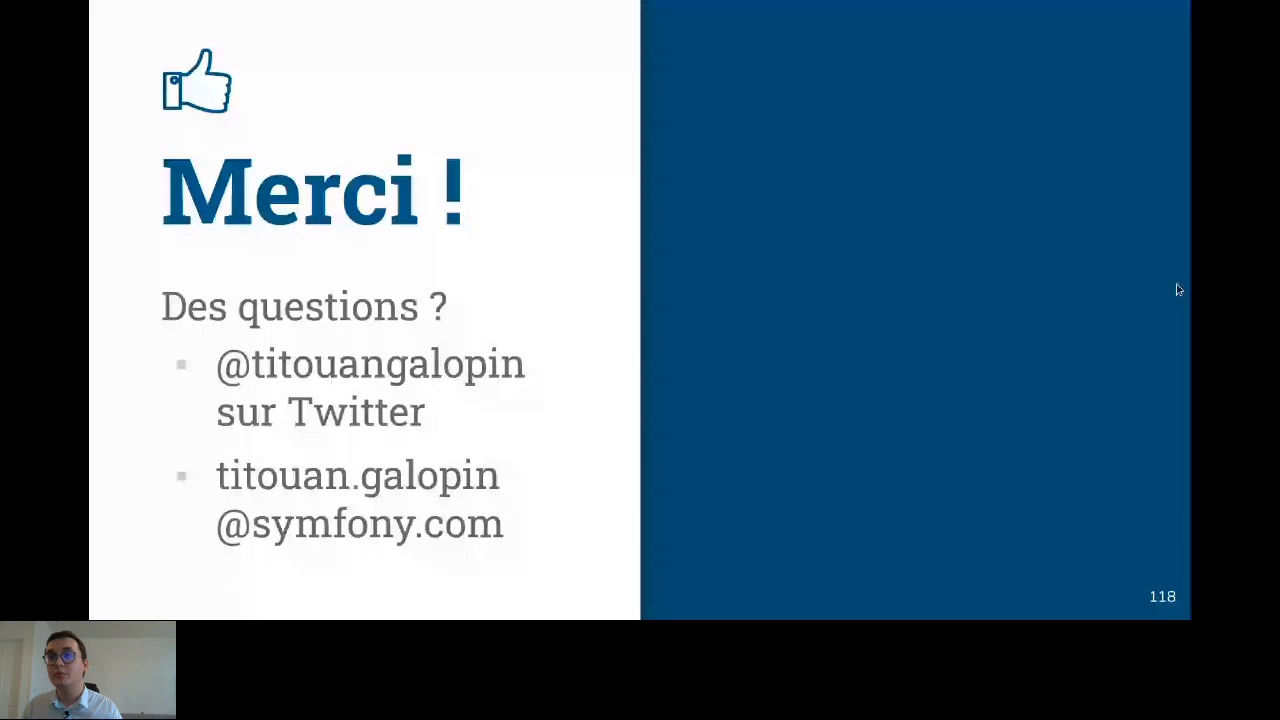 Merci !
Des questions ?
@titouangalopin
sur Twitter
titouan.galopin
@symfony.com
118